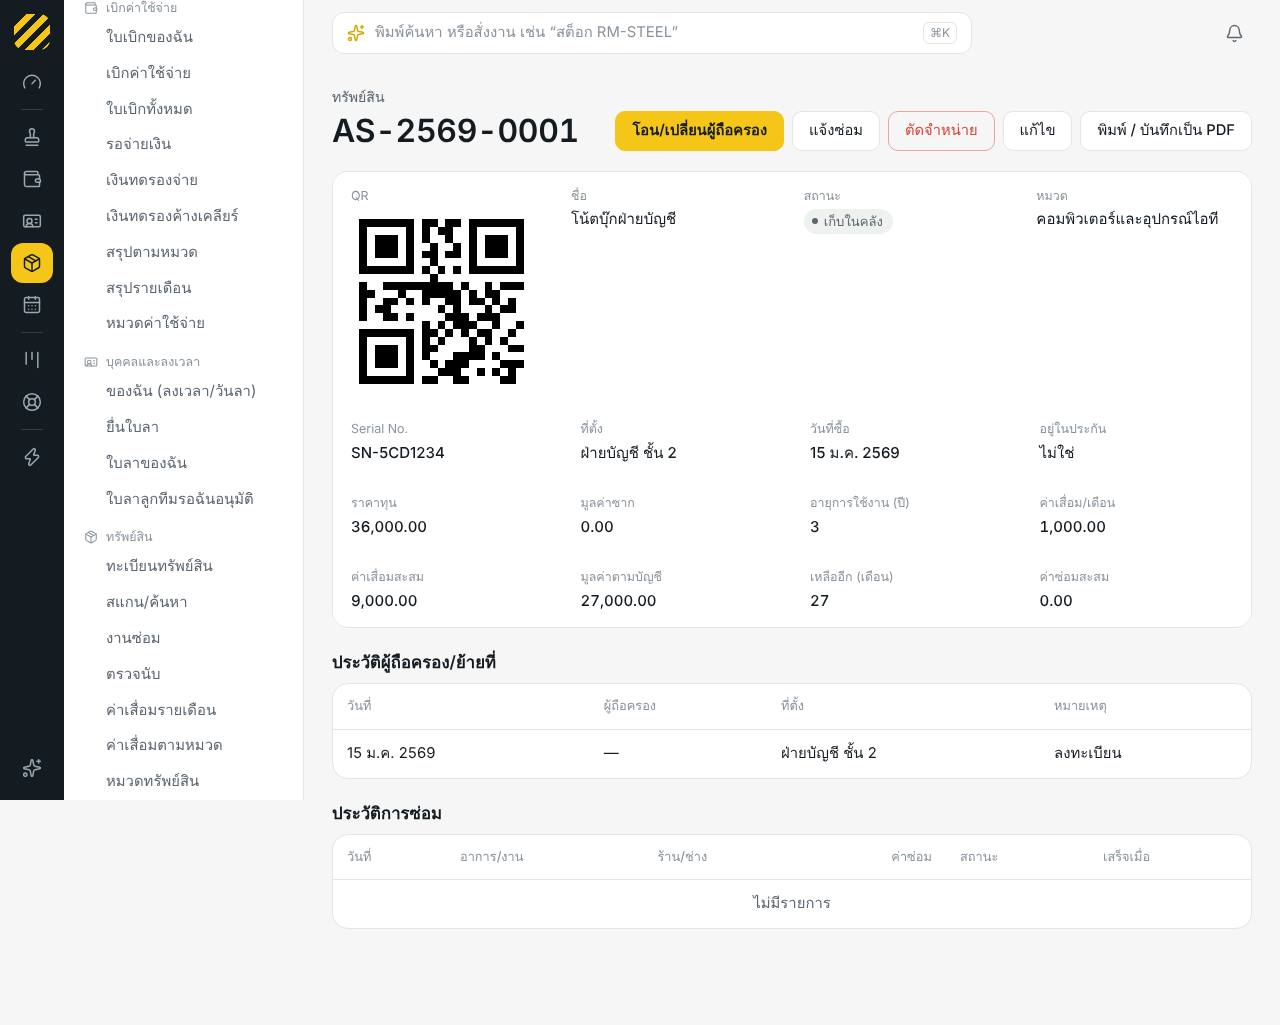 เบิกค่าใช้จ่าย
ใบเบิกของฉัน
เบิกค่าใช้จ่าย
ใบเบิกทั้งหมด
รอจ่ายเงิน
เงินทดรองจ่าย
เงินทดรองค้างเคลียร์
สรุปตามหมวด
สรุปรายเดือน
หมวดค่าใช้จ่าย
บุคคลและลงเวลา
ของฉัน (ลงเวลา/วันลา)
ยื่นใบลา
ใบลาของฉัน
ใบลาลูกทีมรอฉันอนุมัติ
ทรัพย์สิน
ทะเบียนทรัพย์สิน
สแกน/ค้นหา
งานซ่อม
ตรวจนับ
ค่าเสื่อมรายเดือน
ค่าเสื่อมตามหมวด
หมวดทรัพย์สิน
พิมพ์ค้นหา หรือสั่งงาน เช่น “สต็อก RM-STEEL” ⌘K
ทรัพย์สิน
AS-2569-0001
โอน/เปลี่ยนผู้ถือครอง แจ้งซ่อม ตัดจำหน่าย แก้ไข พิมพ์ / บันทึกเป็น PDF
QR ชื่อ สถานะ หมวด
โน้ตบุ๊กฝ่ายบัญชี เก็บในคลัง คอมพิวเตอร์และอุปกรณ์ไอที
Serial No. ที่ตั้ง วันที่ซื้อ อยู่ในประกัน
SN-5CD1234 ฝ่ายบัญชี ชั้น 2 15 ม.ค. 2569 ไม่ใช่
ราคาทุน มูลค่าซาก อายุการใช้งาน (ปี) ค่าเสื่อม/เดือน
36,000.00 0.00 3 1,000.00
ค่าเสื่อมสะสม มูลค่าตามบัญชี เหลืออีก (เดือน) ค่าซ่อมสะสม
9,000.00 27,000.00 27 0.00
ประวัติผู้ถือครอง/ย้ายที่
วันที่ ผู้ถือครอง ที่ตั้ง หมายเหตุ
15 ม.ค. 2569 — ฝ่ายบัญชี ชั้น 2 ลงทะเบียน
ประวัติการซ่อม
วันที่ อาการ/งาน ร้าน/ช่าง ค่าซ่อม สถานะ เสร็จเมื่อ
ไม่มีรายการ